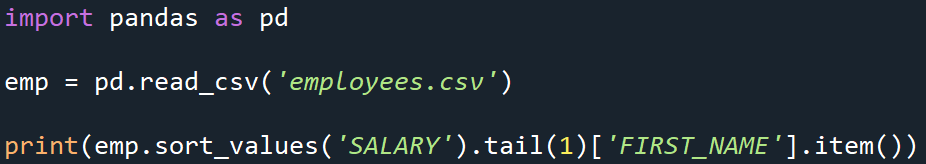 import pandas as pd
emp = pd.read_csv('employees.csv')
print(emp.sort_values('SALARY').tail(1)['FIRST_NAME'].item())